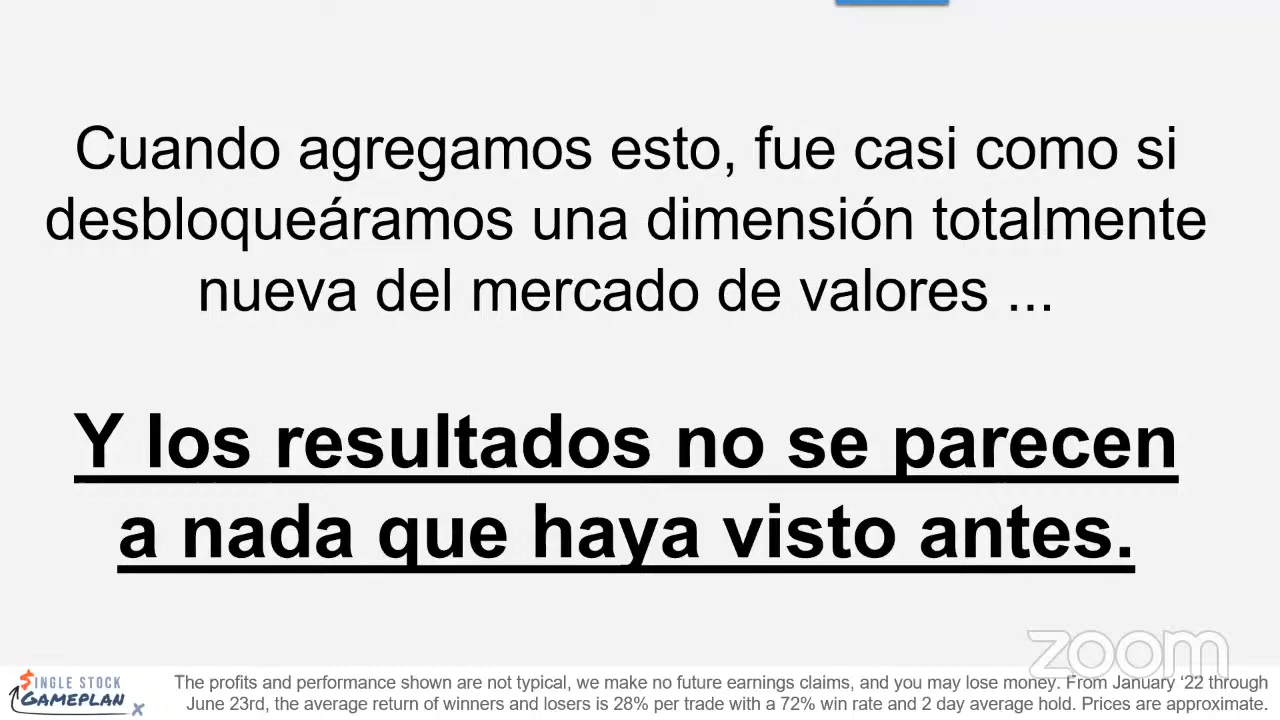 Cuando agregamos esto, fue casi como si
desbloqueáramos una dimensión totalmente
nueva del mercado de valores ...
Y los resultados no se parecen
a nada que haya visto antes.
zoom
$INGLE STOCK
GAMEPLAN
The profits and performance shown are not typical, we make no future earnings claims, and you may lose money. From January ‘22 through
June 23rd, the average return of winners and losers is 28% per trade with a 72% win rate and 2 day average hold. Prices are approximate.